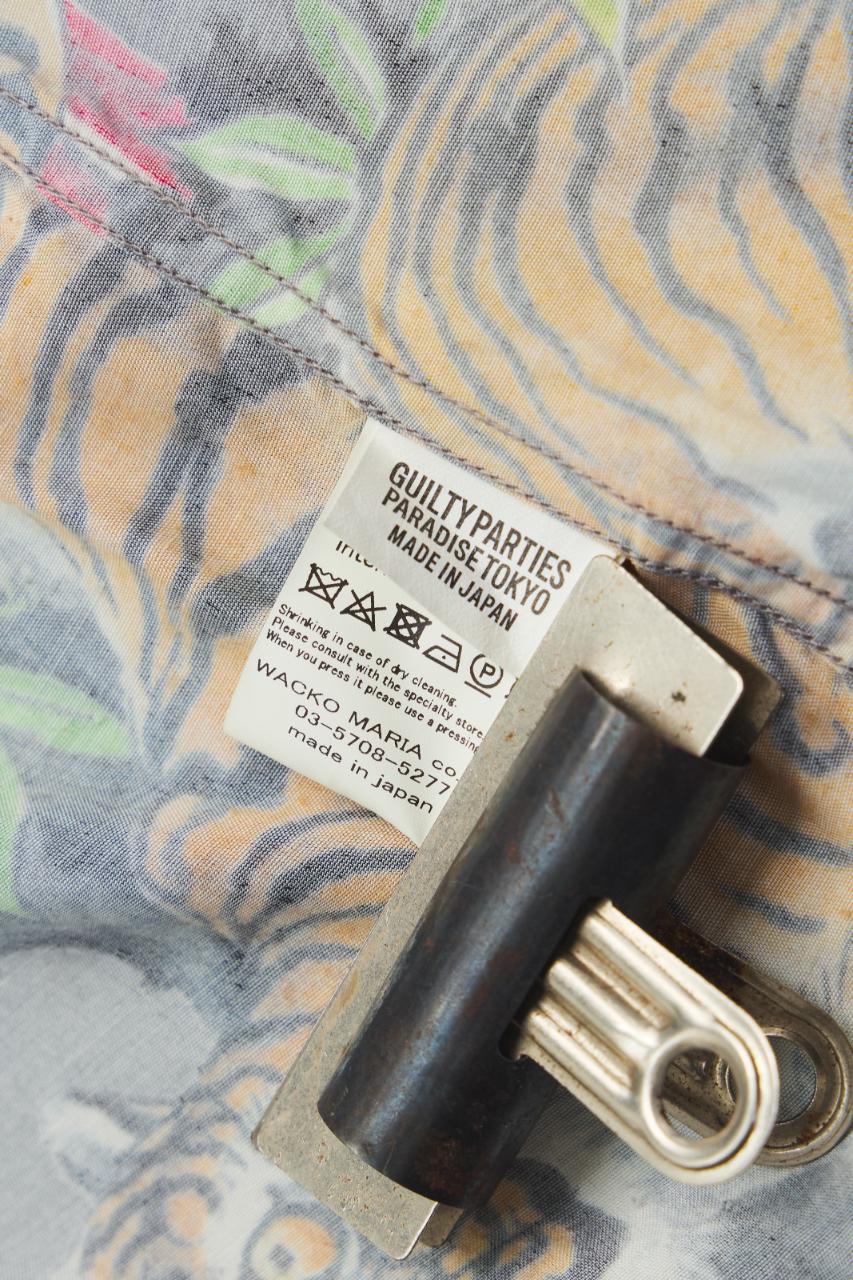 GUILTY PARTIES
PARADISE TOKYO
MADE IN JAPAN
P
Shrinking in case of dry cleaning.
Please consult with the specialty store.
When you press it please use a pressing
WACKO MARIA co.
03-5708-5277
made in japan